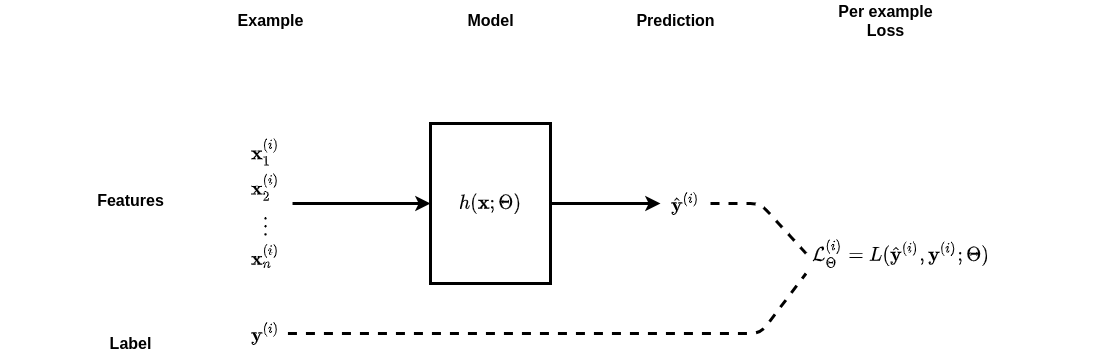 Example Model Prediction Per example
Loss
$\mathbf{x}_1^{(i)}$
$\mathbf{x}_2^{(i)}$
Features $\vdots$ $h(\mathbf{x};\Theta)$ $\hat{\mathbf{y}}^{(i)}$
$\mathbf{x}_n^{(i)}$ $\mathcal{L}_\Theta^{(i)} = L(\hat{\mathbf{y}}^{(i)}, \mathbf{y}^{(i)};\Theta)$
Label $\mathbf{y}^{(i)}$